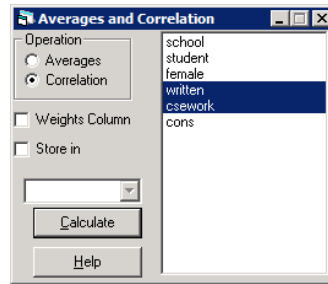 Averages and Correlation
Operation
Averages
Correlation
Weights Column
Store in
Calculate
Help
school
student
female
written
csework
cons